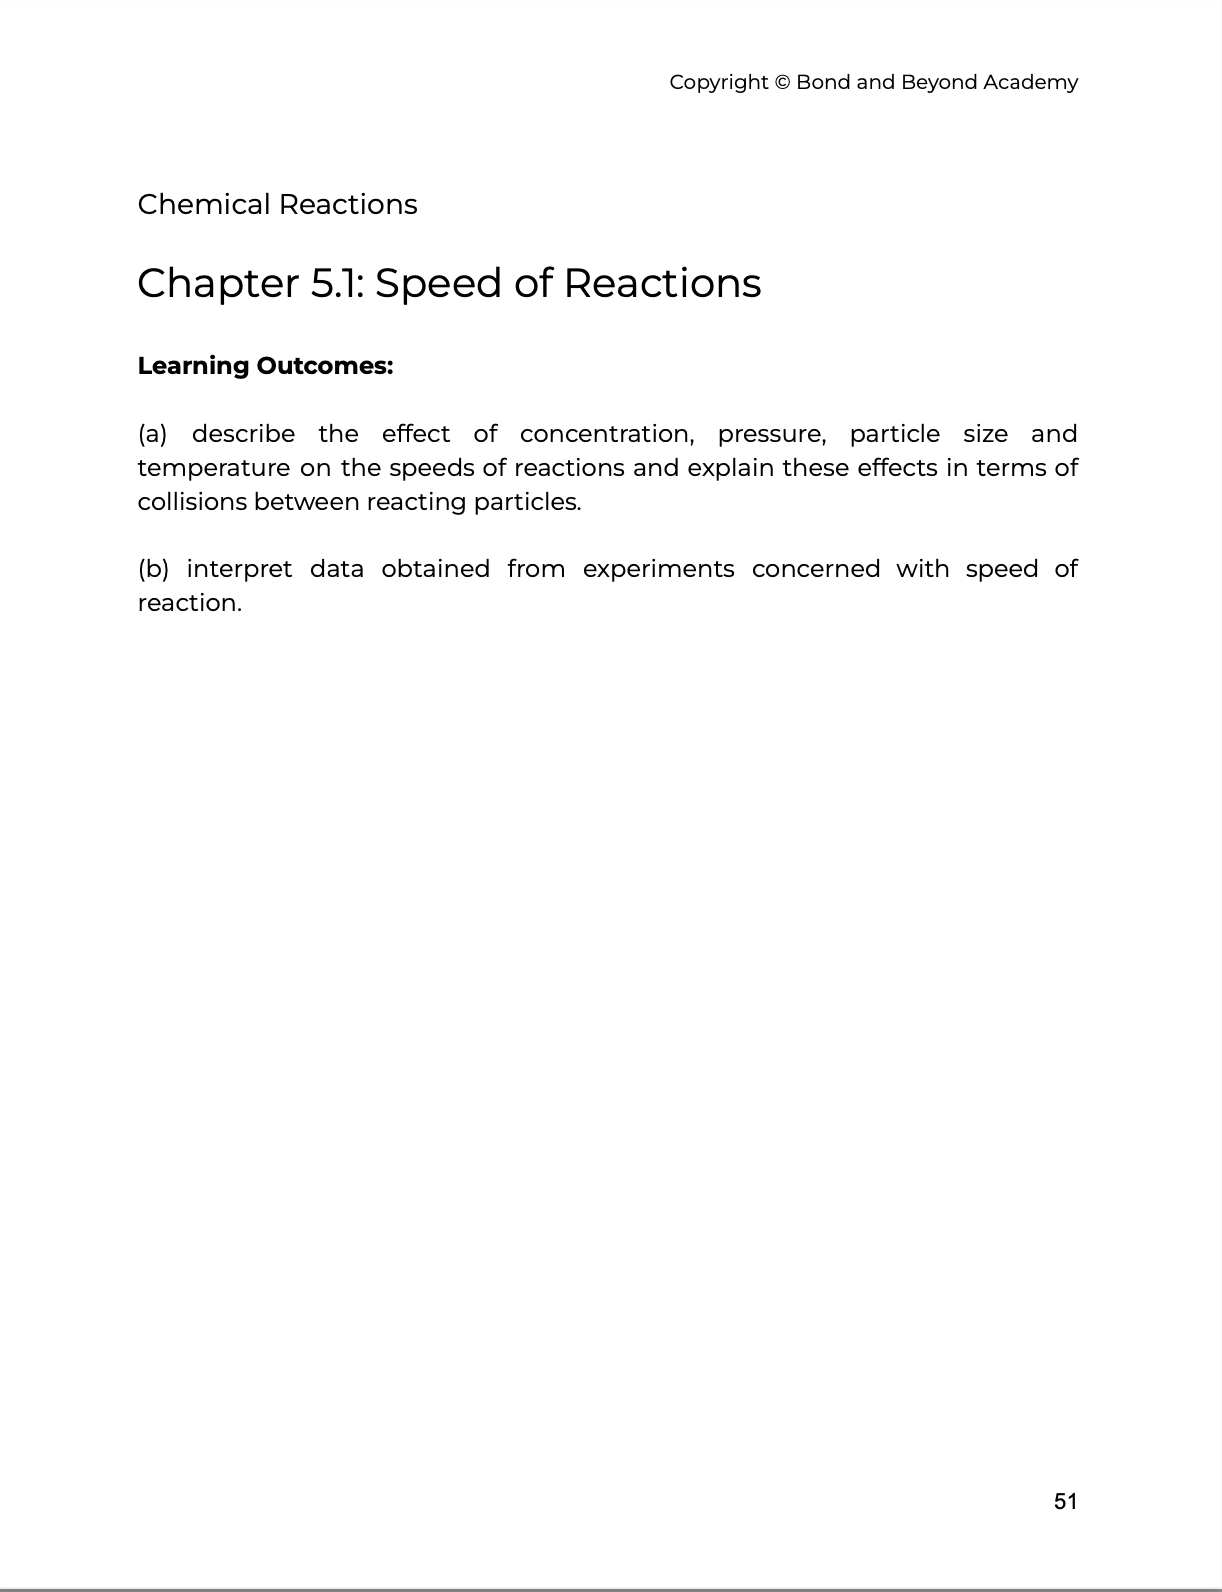 Copyright © Bond and Beyond Academy
Chemical Reactions
Chapter 5.1: Speed of Reactions
Learning Outcomes:
(a) describe the effect of concentration, pressure, particle size and
temperature on the speeds of reactions and explain these effects in terms of
collisions between reacting particles.
(b) interpret data obtained from experiments concerned with speed of
reaction.
51